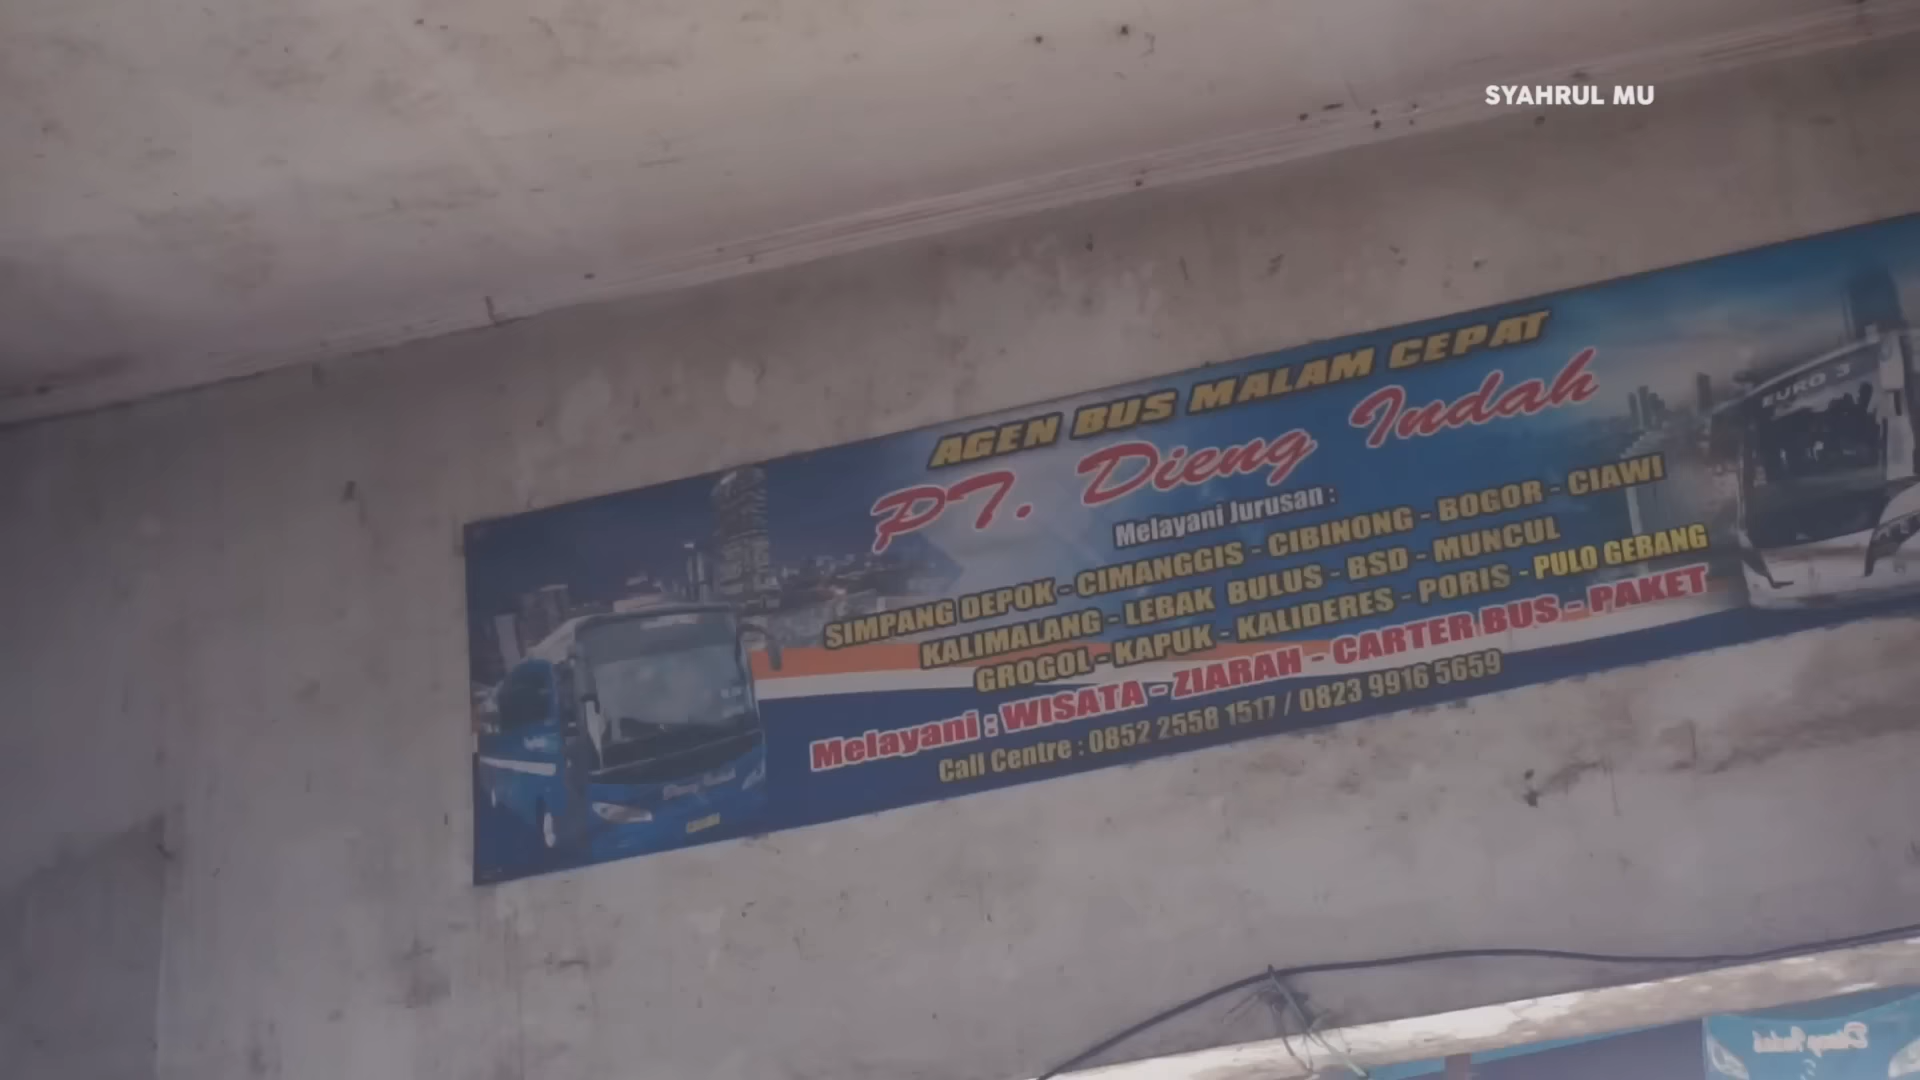 SYAHRUL MU
AGEN BUS MALAM CEPAT
PT. Dieng Indah
Melayani Jurusan :
SIMPANG DEPOK - CIMANGGIS - CIBINONG - BOGOR - CIAWI
KALIMALANG - LEBAK BULUS - BSD - MUNCUL
GROGOL - KAPUK - KALIDERES - PORIS - PULO GEBANG
Melayani : WISATA - ZIARAH - CARTER BUS - PAKET
Call Centre : 0852 2558 1517 / 0823 9916 5659
EURO 3
Dieng Indah